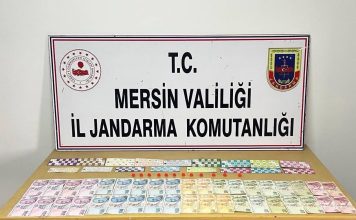 T.C.
MERSİN VALİLİĞİ
İL JANDARMA KOMUTANLIĞI